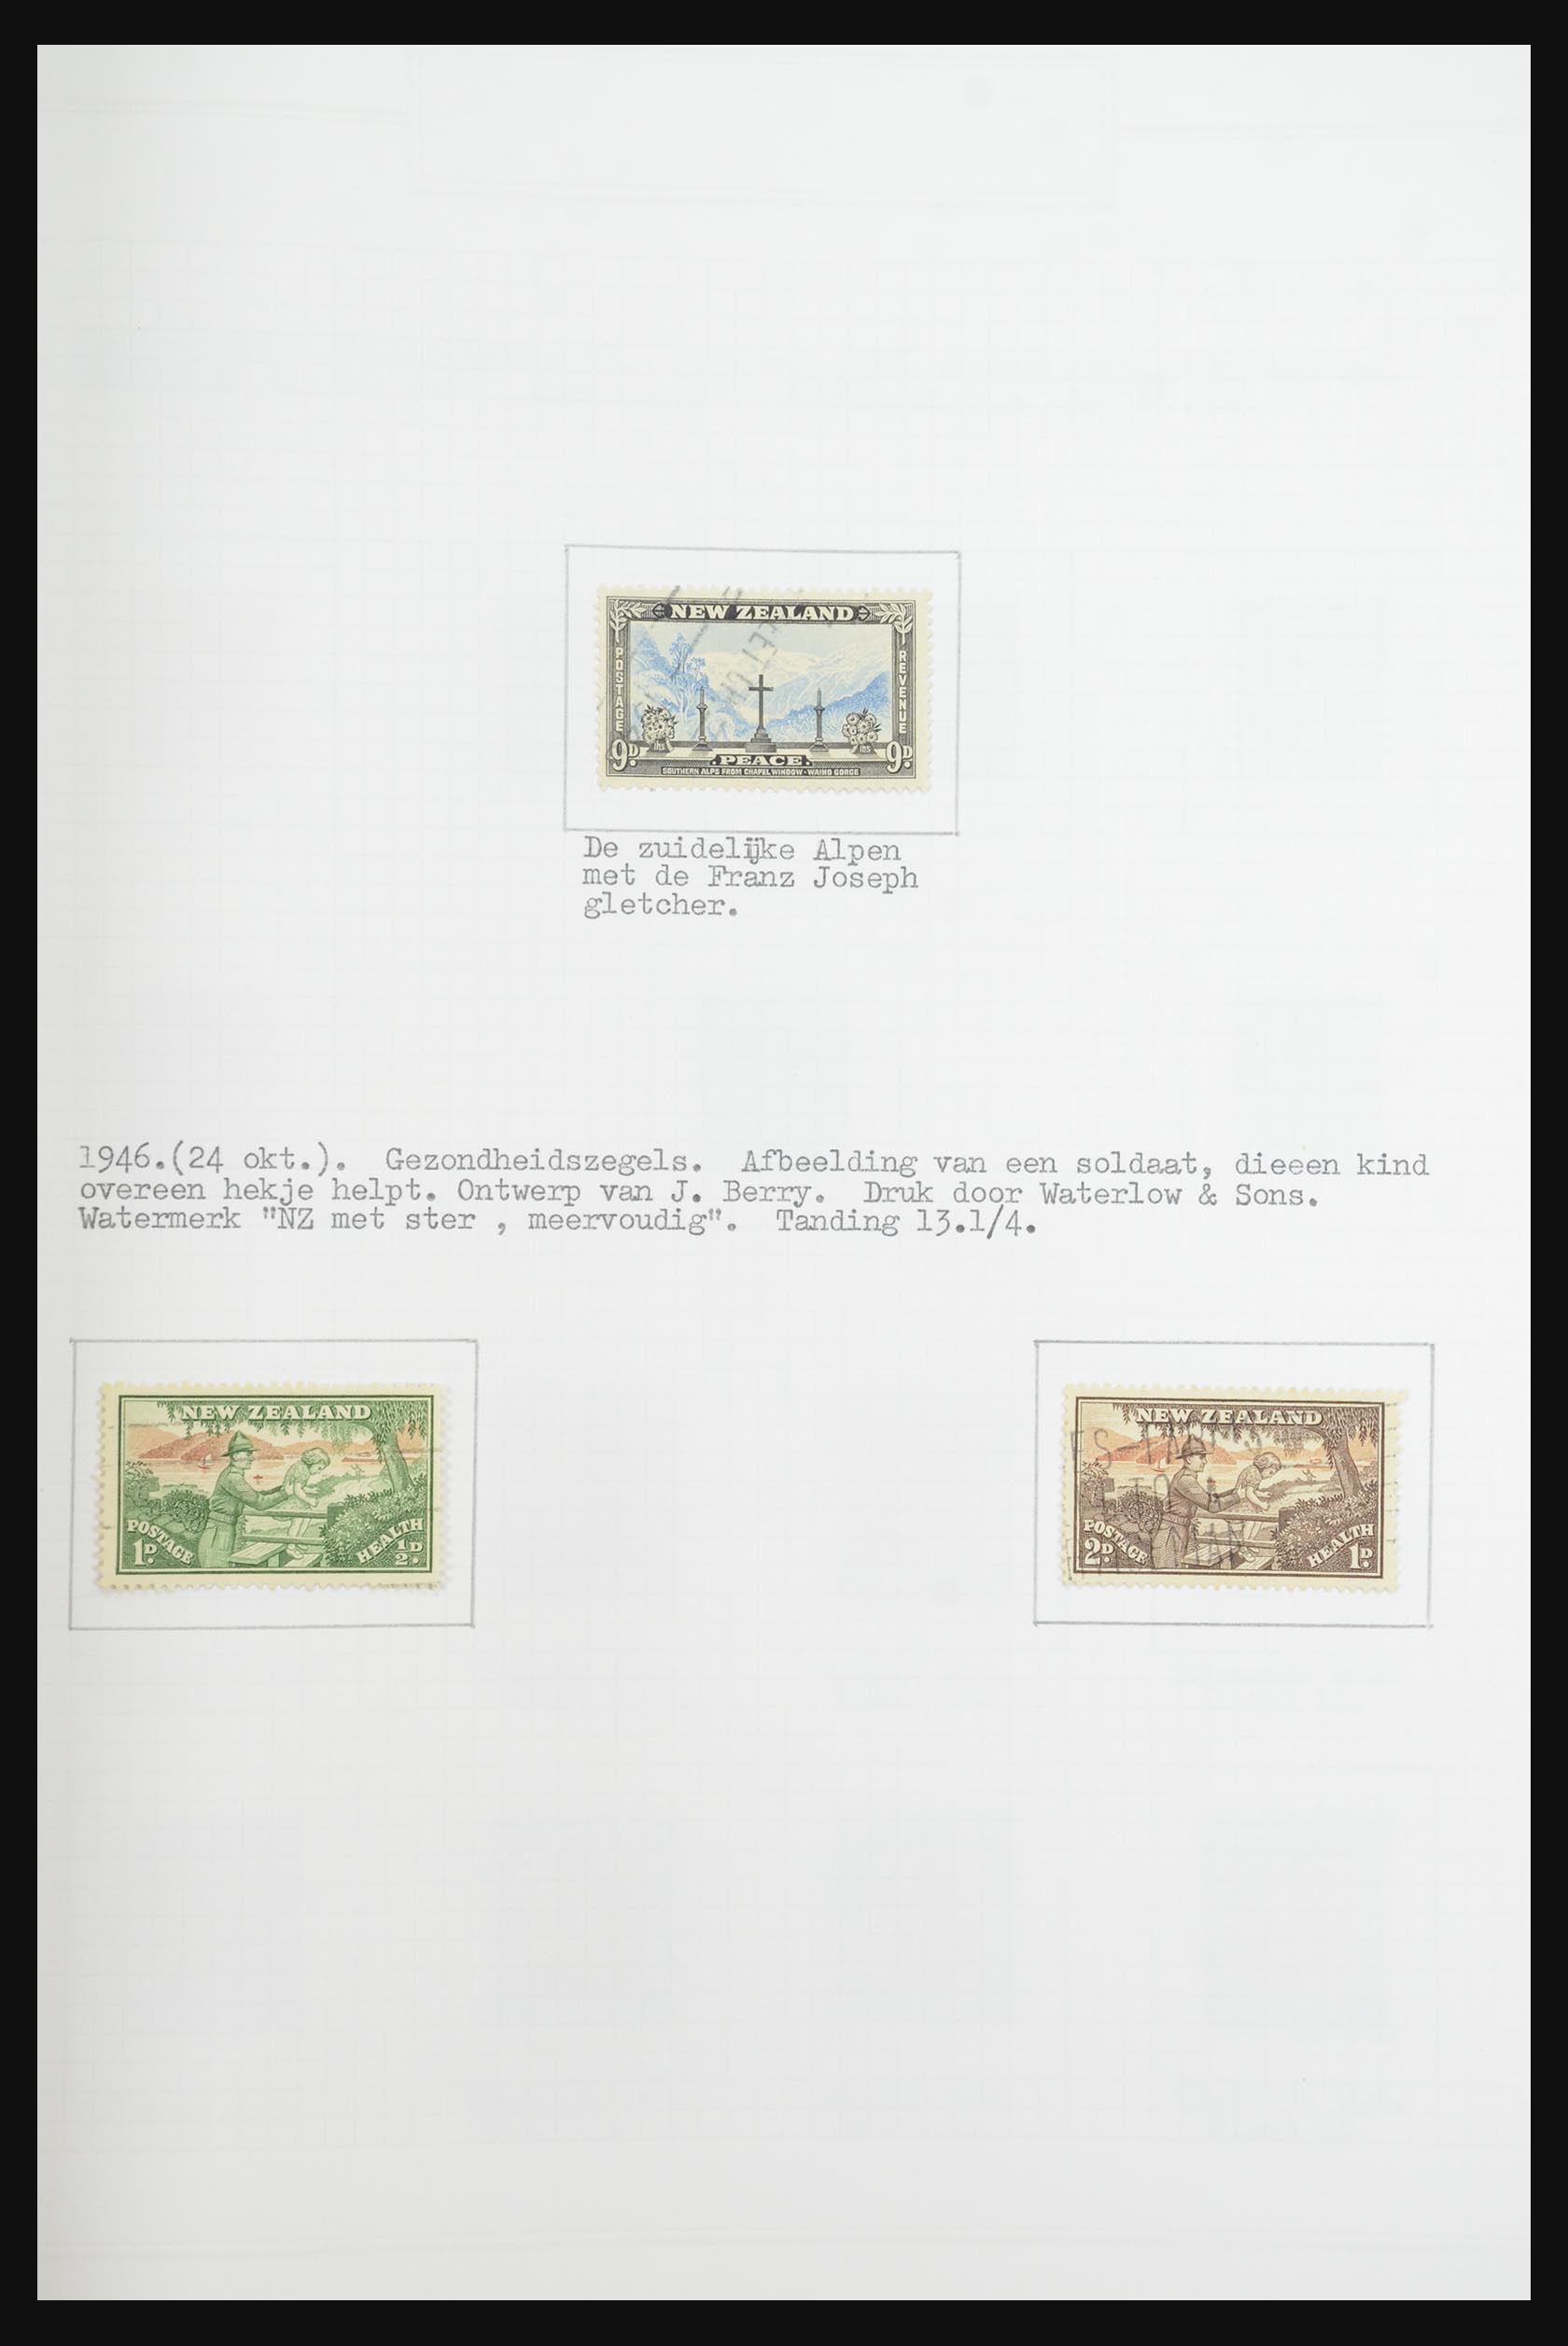 NEW ZEALAND
POSTAGE
REVENUE
9D. 9D.
PEACE
SOUTHERN ALPS FROM CHAPEL WINDOW · WAIHO GORGE
De zuidelijke Alpen
met de Franz Joseph
gletcher.
1946.(24 okt.). Gezondheidszegels. Afbeelding van een soldaat, dieeen kind
overeen hekje helpt. Ontwerp van J. Berry. Druk door Waterlow & Sons.
Watermerk "NZ met ster , meervoudig". Tanding 13.1/4.
NEW ZEALAND
POSTAGE HEALTH
1D. 1/2D.
NEW ZEALAND
POSTAGE HEALTH
2D. 1D.